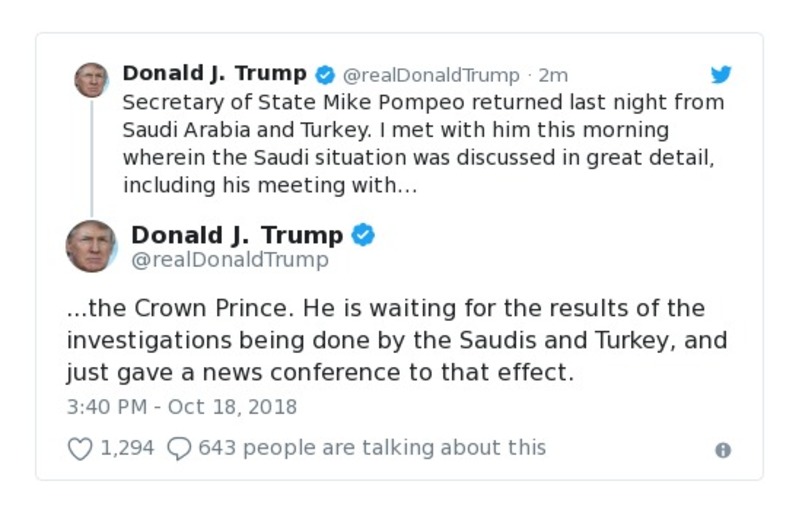 Donald J. Trump @realDonaldTrump · 2m
Secretary of State Mike Pompeo returned last night from
Saudi Arabia and Turkey. I met with him this morning
wherein the Saudi situation was discussed in great detail,
including his meeting with…
Donald J. Trump
@realDonaldTrump
...the Crown Prince. He is waiting for the results of the
investigations being done by the Saudis and Turkey, and
just gave a news conference to that effect.
3:40 PM - Oct 18, 2018
1,294 643 people are talking about this